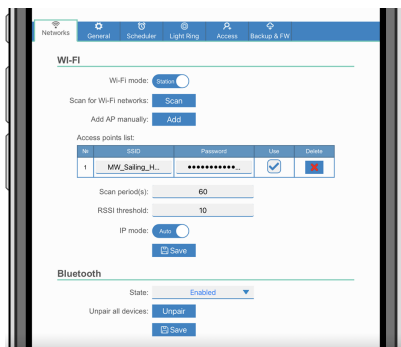 Networks General Scheduler Light Ring Access Backup & FW
WI-FI
Wi-Fi mode: Station
Scan for Wi-Fi networks: Scan
Add AP manually: Add
Access points list:
№ SSID Password Use Delete
1 MW_Sailing_H... •••••••••••...
Scan period(s): 60
RSSI threshold: 10
IP mode: Auto
Save
Bluetooth
State: Enabled
Unpair all devices: Unpair
Save